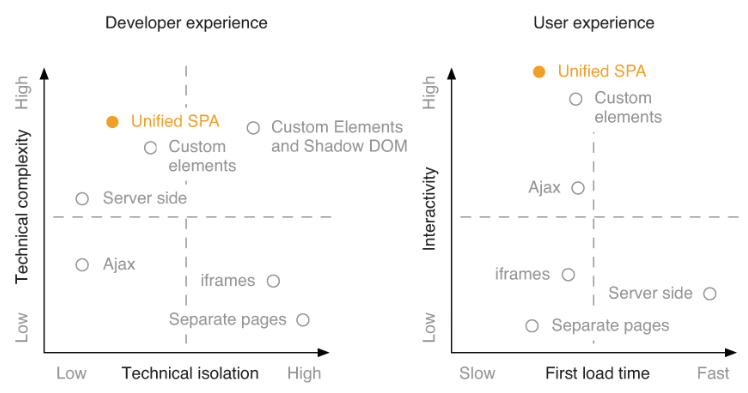 Developer experience
High
Technical complexity
Low
Unified SPA
Custom
elements
Custom Elements
and Shadow DOM
Server side
Ajax
iframes
Separate pages
Low
Technical isolation
High
User experience
High
Interactivity
Low
Unified SPA
Custom
elements
Ajax
iframes
Server side
Separate pages
Slow
First load time
Fast